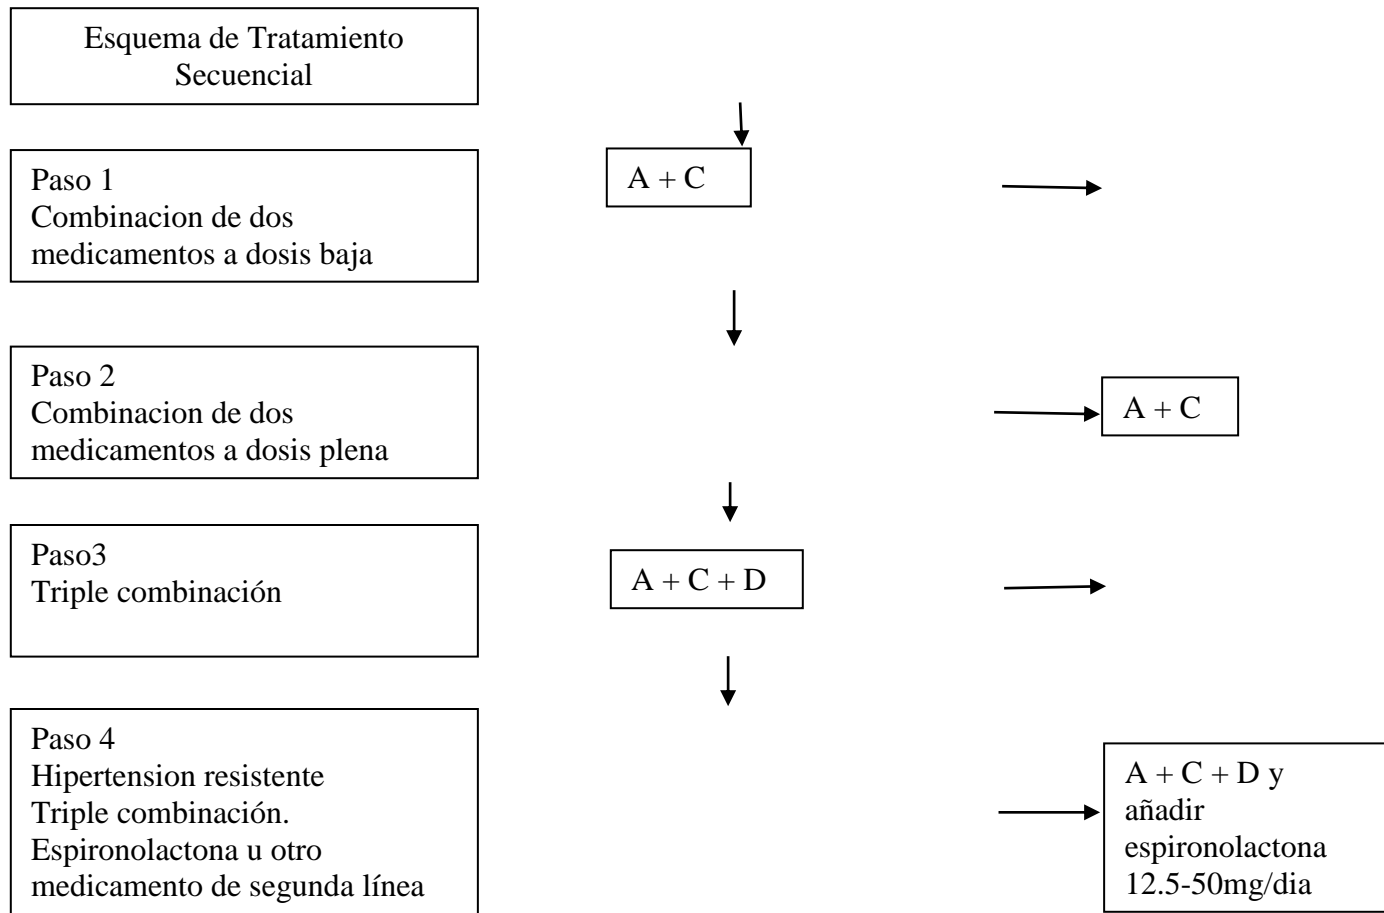 Esquema de Tratamiento
Secuencial
Paso 1
Combinacion de dos
medicamentos a dosis baja
A + C
Paso 2
Combinacion de dos
medicamentos a dosis plena
A + C
Paso3
Triple combinación
A + C + D
Paso 4
Hipertension resistente
Triple combinación.
Espironolactona u otro
medicamento de segunda línea
A + C + D y
añadir
espironolactona
12.5-50mg/dia